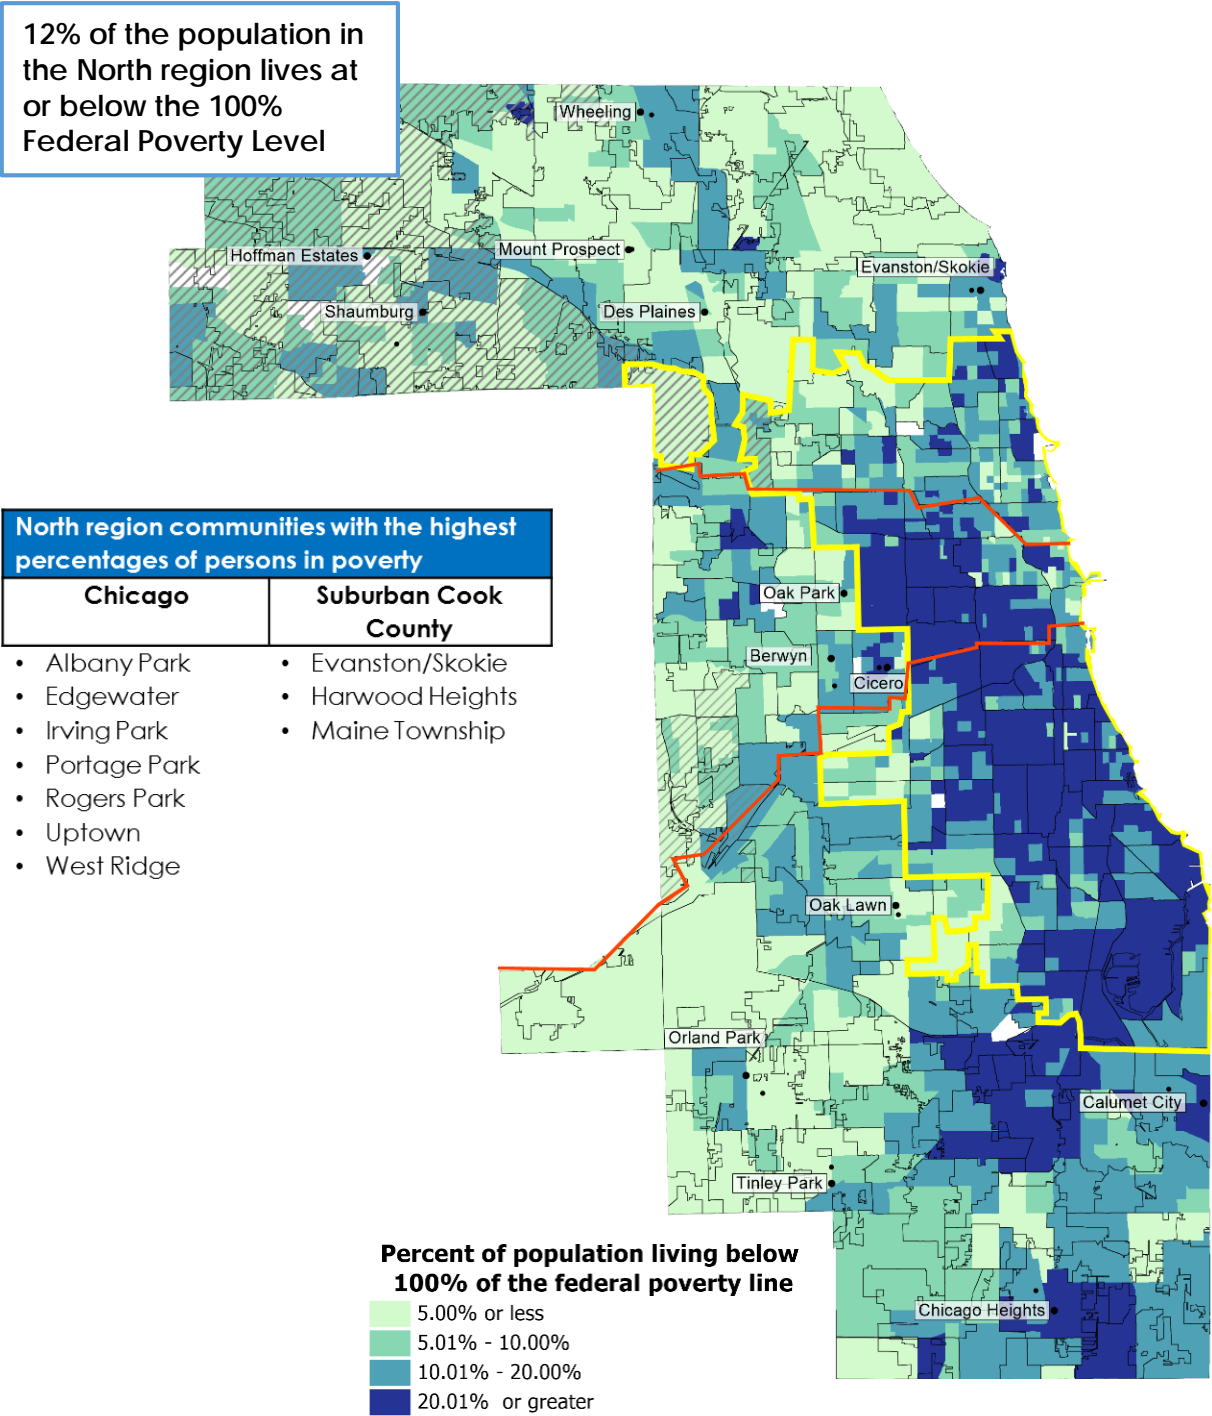 12% of the population in
the North region lives at
or below the 100%
Federal Poverty Level
Wheeling
Hoffman Estates
Mount Prospect
Evanston/Skokie
Shaumburg
Des Plaines
North region communities with the highest
percentages of persons in poverty
Chicago
Suburban Cook
County
• Albany Park
• Edgewater
• Irving Park
• Portage Park
• Rogers Park
• Uptown
• West Ridge
• Evanston/Skokie
• Harwood Heights
• Maine Township
Oak Park
Berwyn
Cicero
Oak Lawn
Orland Park
Calumet City
Tinley Park
Chicago Heights
Percent of population living below
100% of the federal poverty line
5.00% or less
5.01% - 10.00%
10.01% - 20.00%
20.01% or greater